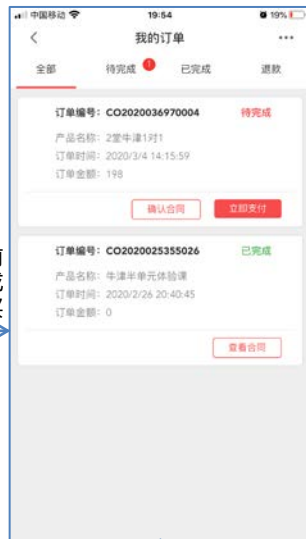 中国移动 19:54 19%
我的订单
全部 待完成 1 已完成 退款
订单编号: CO2020036970004 待完成
产品名称: 2堂牛津1对1
订单时间: 2020/3/4 14:15:59
订单金额: 198
确认合同 立即支付
订单编号: CO2020025355026 已完成
产品名称: 牛津半单元体验课
订单时间: 2020/2/26 20:40:45
订单金额: 0
查看合同